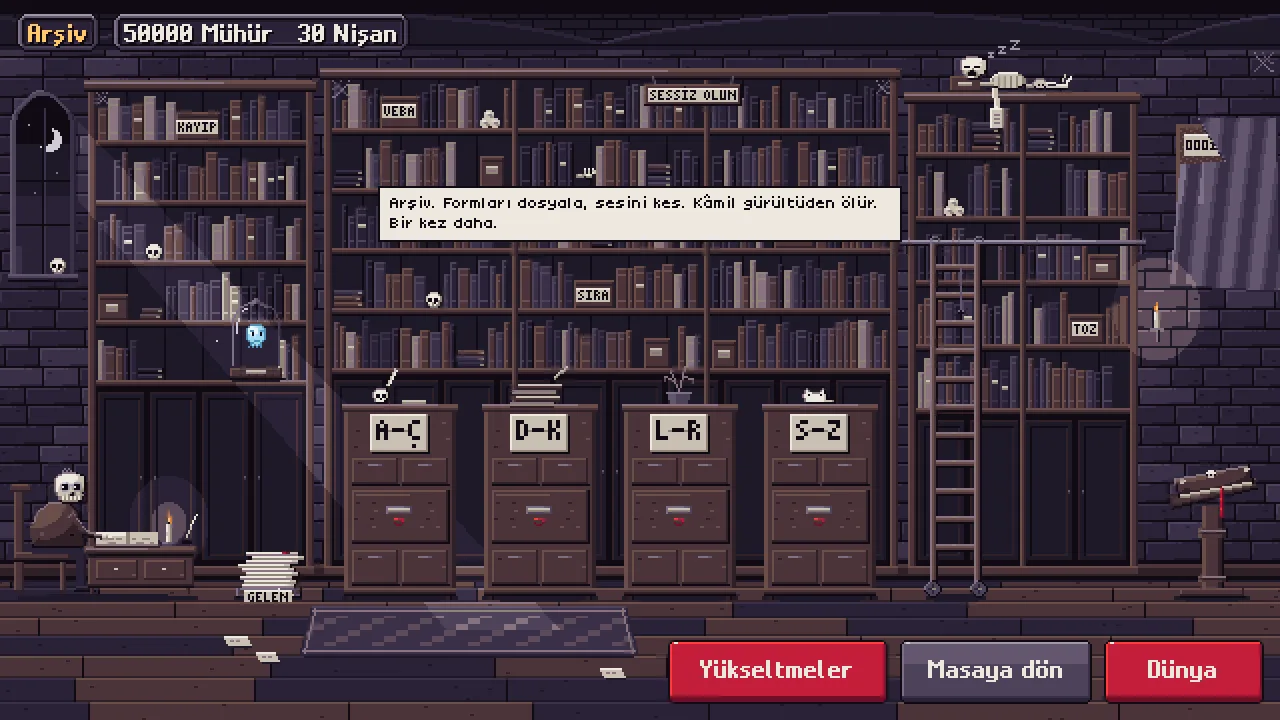 Arşiv
50000 Mühür 30 Nişan
SESSIZ OLUN
VEBA
KAYIP
Arşiv. Formları dosyala, sesini kes. Kâmil gürültüden ölür.
Bir kez daha.
SIRA
TOZ
A-Ç
D-K
L-R
S-Z
GELEN
Yükseltmeler
Masaya dön
Dünya